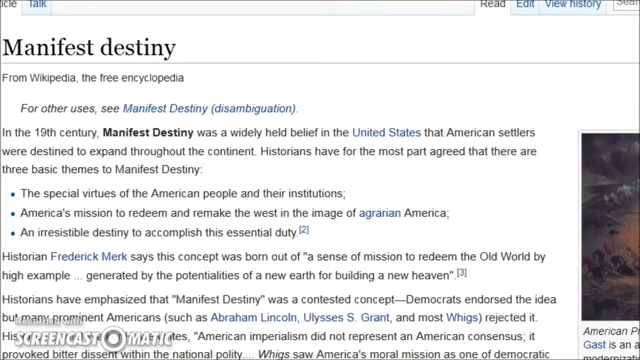 Talk Read Edit View history
Manifest destiny
From Wikipedia, the free encyclopedia
For other uses, see Manifest Destiny (disambiguation).
In the 19th century, Manifest Destiny was a widely held belief in the United States that American settlers
were destined to expand throughout the continent. Historians have for the most part agreed that there are
three basic themes to Manifest Destiny:
• The special virtues of the American people and their institutions;
• America's mission to redeem and remake the west in the image of agrarian America;
• An irresistible destiny to accomplish this essential duty.[2]
Historian Frederick Merk says this concept was born out of "a sense of mission to redeem the Old World by
high example ... generated by the potentialities of a new earth for building a new heaven".[3]
Historians have emphasized that "Manifest Destiny" was a contested concept—Democrats endorsed the idea
but many prominent Americans (such as Abraham Lincoln, Ulysses S. Grant, and most Whigs) rejected it.
"American imperialism did not represent an American consensus; it
provoked bitter dissent within the national polity.... Whigs saw America's moral mission as one of democratic
American P
Gast is an a
modernizat
SCREENCAST-O-MATIC